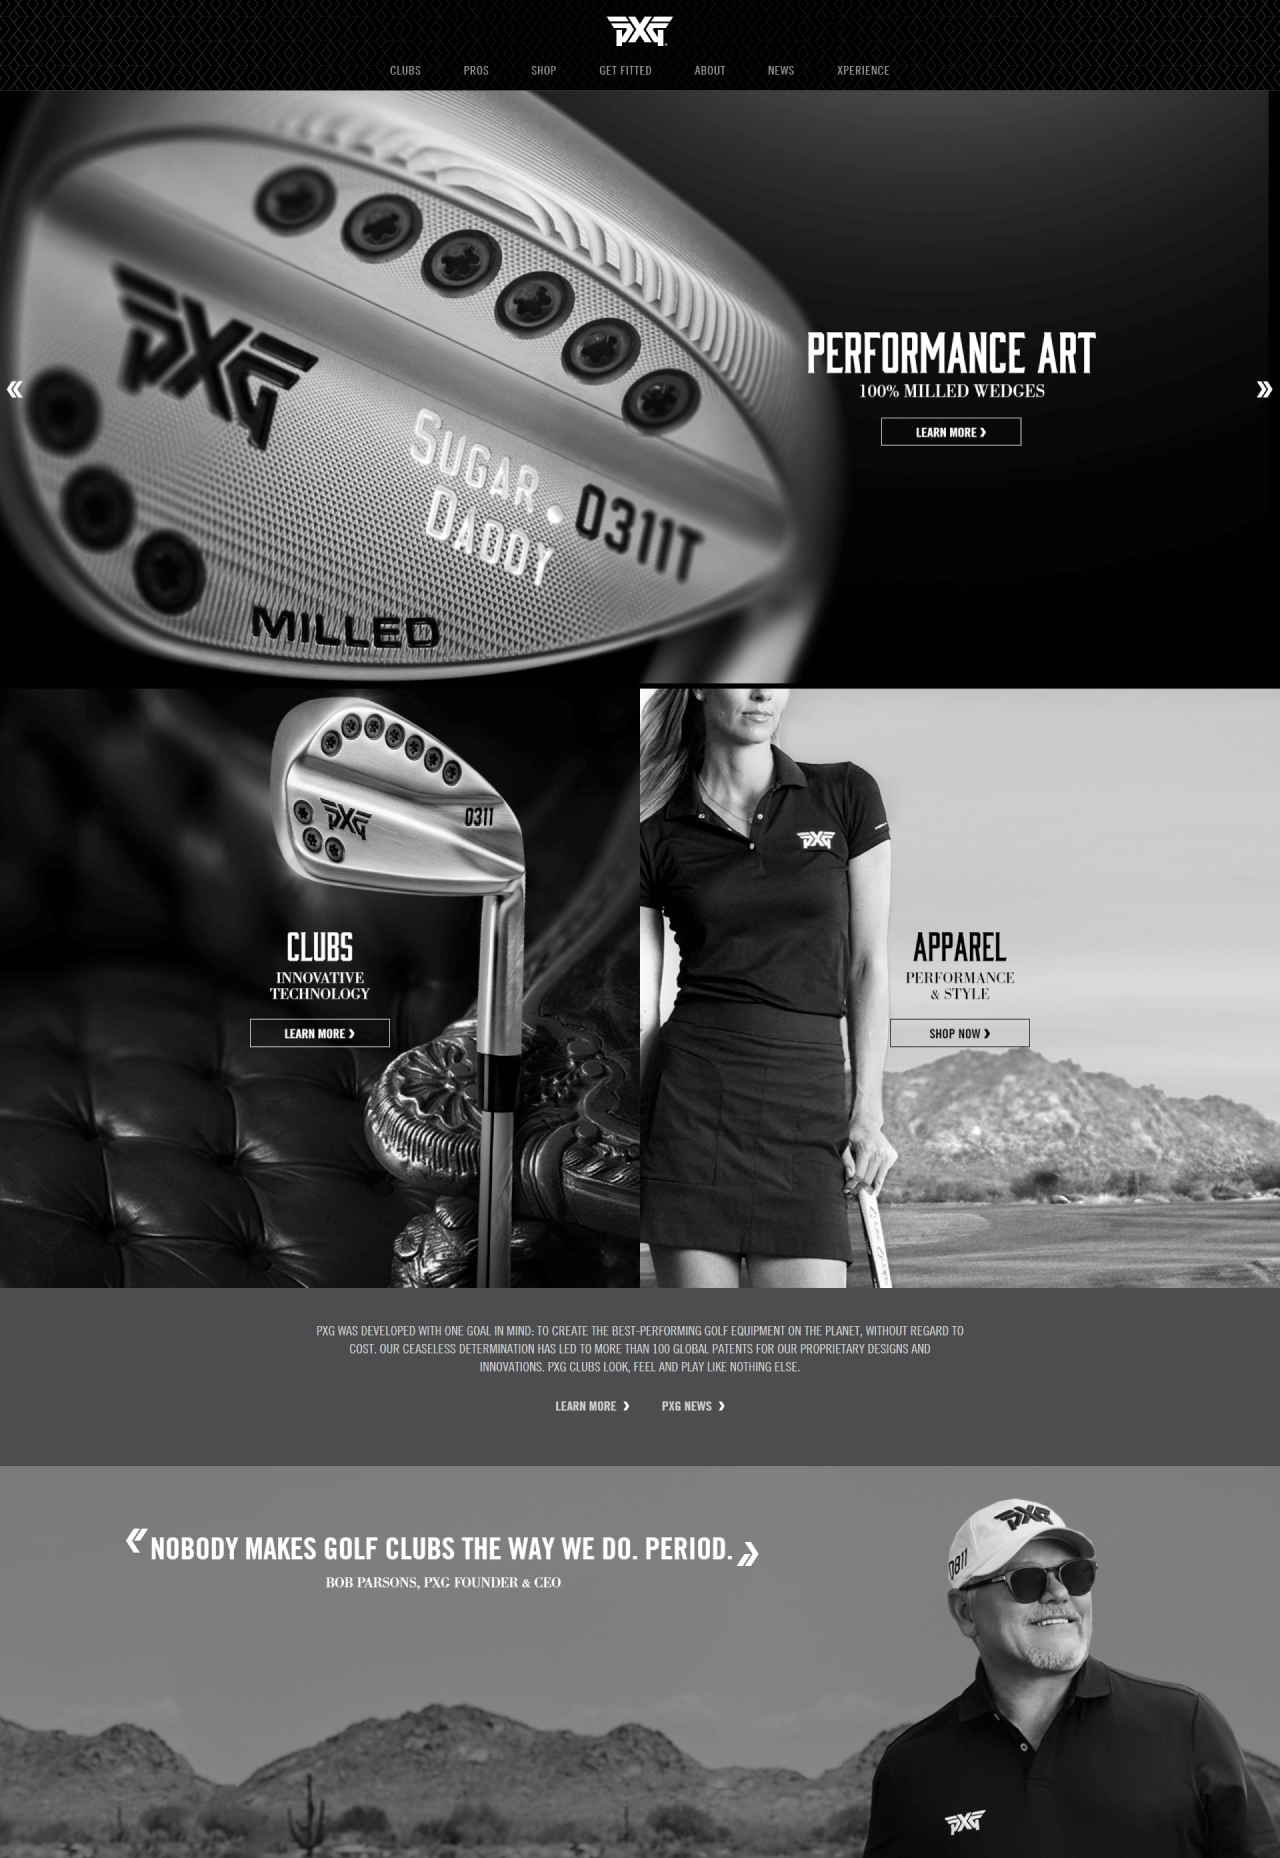 PXG
CLUBS PROS SHOP GET FITTED ABOUT NEWS XPERIENCE
PXG
SUGAR
DADDY
0311T
MILLED
PERFORMANCE ART
100% MILLED WEDGES
LEARN MORE ❯
PXG
0311
CLUBS
INNOVATIVE
TECHNOLOGY
LEARN MORE ❯
PXG
APPAREL
PERFORMANCE
& STYLE
SHOP NOW ❯
PXG WAS DEVELOPED WITH ONE GOAL IN MIND: TO CREATE THE BEST-PERFORMING GOLF EQUIPMENT ON THE PLANET, WITHOUT REGARD TO
COST. OUR CEASELESS DETERMINATION HAS LED TO MORE THAN 100 GLOBAL PATENTS FOR OUR PROPRIETARY DESIGNS AND
INNOVATIONS. PXG CLUBS LOOK, FEEL AND PLAY LIKE NOTHING ELSE.
LEARN MORE ❯ PXG NEWS ❯
«NOBODY MAKES GOLF CLUBS THE WAY WE DO. PERIOD.»
BOB PARSONS, PXG FOUNDER & CEO
PXG
0811
PXG